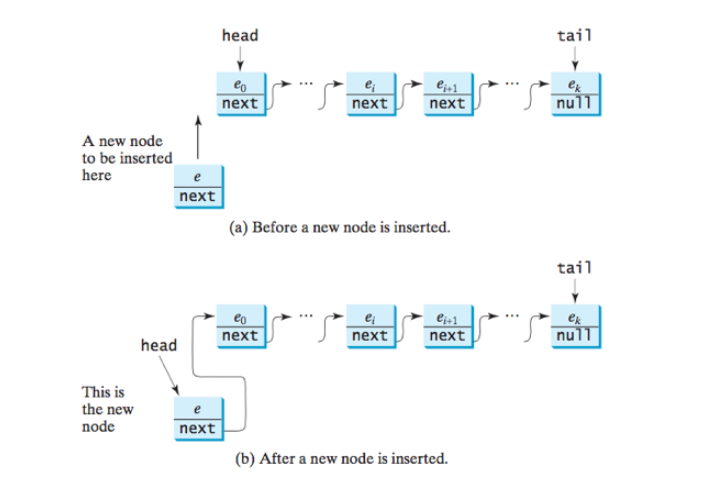 head tail
e0 ... ei ei+1 ... ek
next next next null
A new node
to be inserted
here
e
next
(a) Before a new node is inserted.
tail
e0 ... ei ei+1 ... ek
next next next null
head
This is
the new
node
e
next
(b) After a new node is inserted.